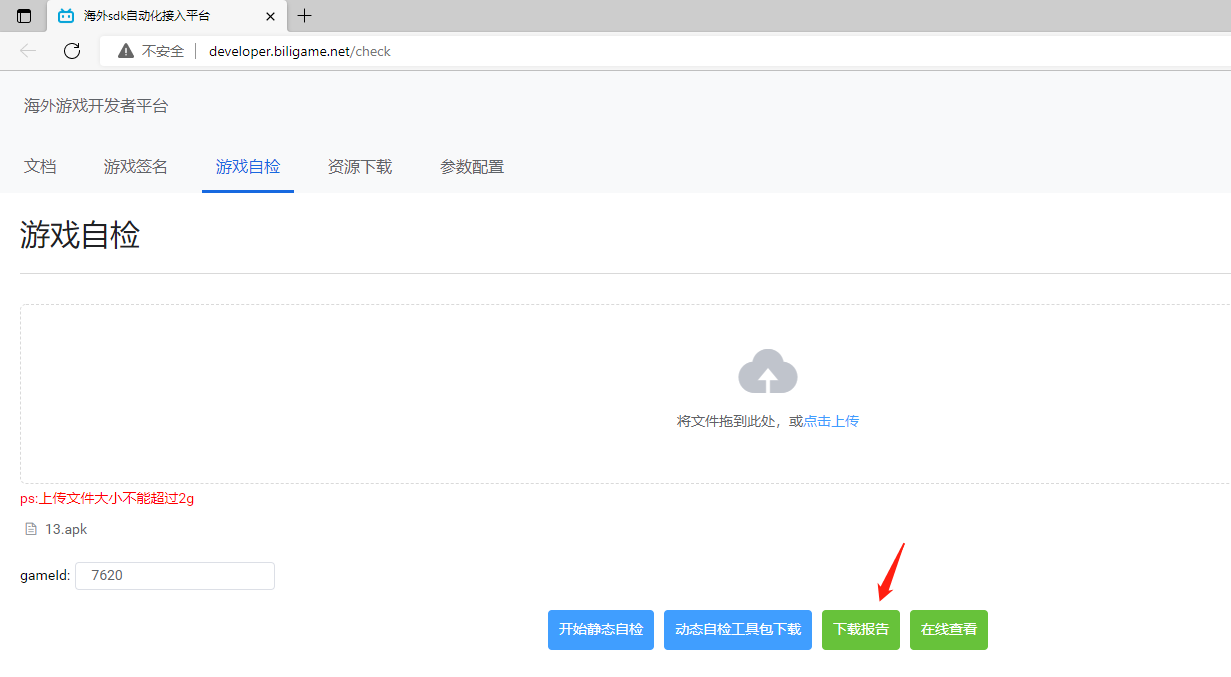 海外sdk自动化接入平台
不安全 developer.biligame.net/check
海外游戏开发者平台
文档 游戏签名 游戏自检 资源下载 参数配置
游戏自检
将文件拖到此处，或点击上传
ps:上传文件大小不能超过2g
13.apk
gameId: 7620
开始静态自检 动态自检工具包下载 下载报告 在线查看